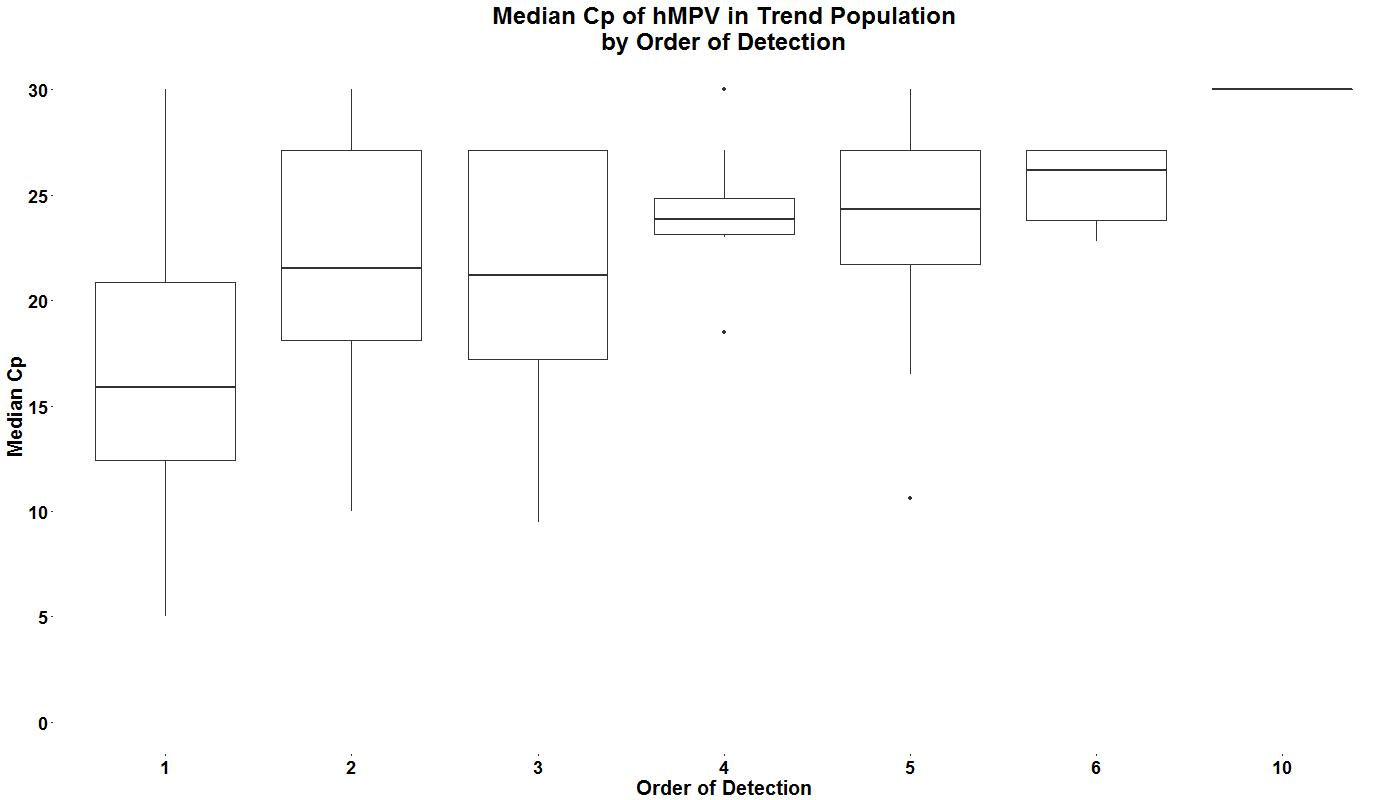 Median Cp of hMPV in Trend Population
by Order of Detection
Median Cp
30
25
20
15
10
5
0
1 2 3 4 5 6 10
Order of Detection